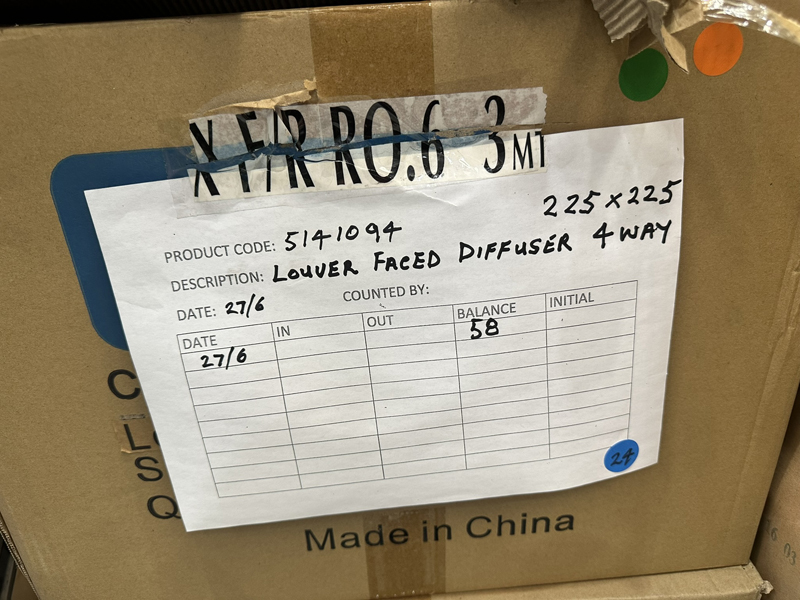 X F/R RO.6 3MT
225 x 225
PRODUCT CODE: 5141094
DESCRIPTION: LOUVER FACED DIFFUSER 4 WAY
DATE: 27/6 COUNTED BY:
DATE IN OUT BALANCE INITIAL
27/6 58
24
C
L
S
Q
Made in China